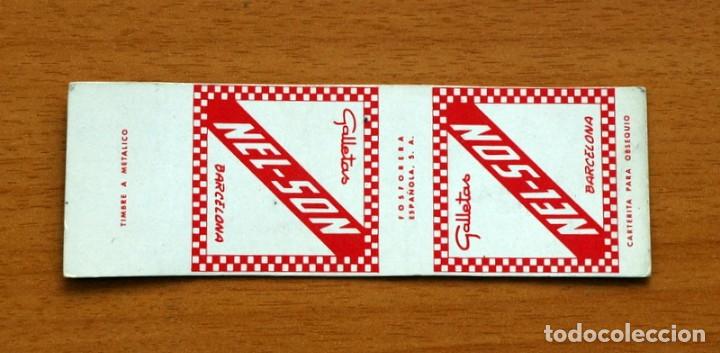 TIMBRE A METALICO
Galletas
NEL-SON
BARCELONA
FOSFORERA
ESPAÑOLA, S. A.
Galletas
NEL-SON
BARCELONA
CARTERITA PARA OBSEQUIO
todocoleccion